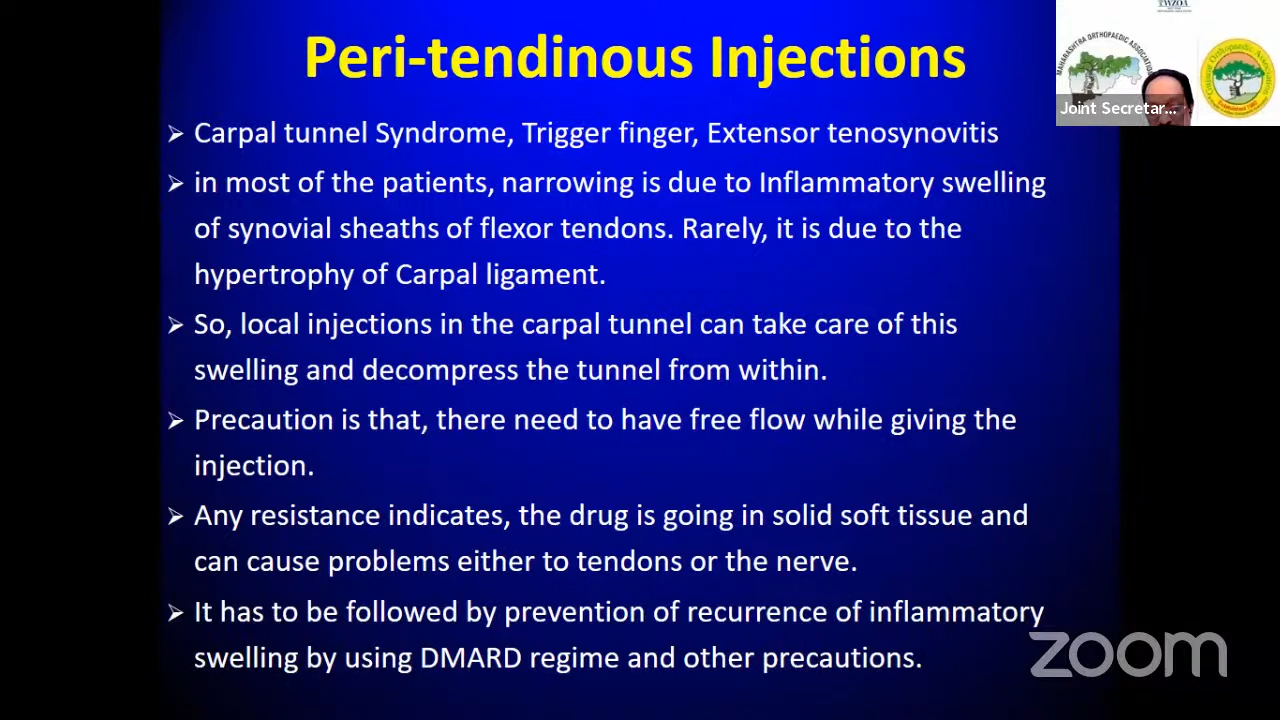 TWZOA
MAHARASHTRA ORTHOPAEDIC ASSOCIATION
Joint Secretar...
Peri-tendinous Injections
➢ Carpal tunnel Syndrome, Trigger finger, Extensor tenosynovitis
➢ in most of the patients, narrowing is due to Inflammatory swelling
of synovial sheaths of flexor tendons. Rarely, it is due to the
hypertrophy of Carpal ligament.
➢ So, local injections in the carpal tunnel can take care of this
swelling and decompress the tunnel from within.
➢ Precaution is that, there need to have free flow while giving the
injection.
➢ Any resistance indicates, the drug is going in solid soft tissue and
can cause problems either to tendons or the nerve.
➢ It has to be followed by prevention of recurrence of inflammatory
swelling by using DMARD regime and other precautions.
zoom